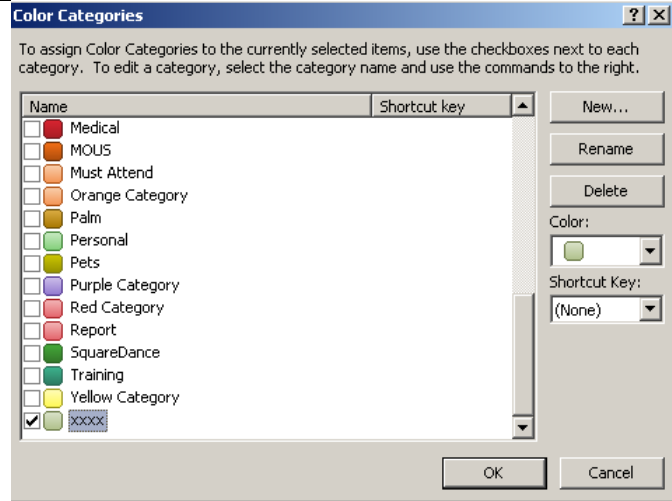 Color Categories
To assign Color Categories to the currently selected items, use the checkboxes next to each
category. To edit a category, select the category name and use the commands to the right.
Name Shortcut key
Medical
MOUS
Must Attend
Orange Category
Palm
Personal
Pets
Purple Category
Red Category
Report
SquareDance
Training
Yellow Category
xxxx
New...
Rename
Delete
Color:
Shortcut Key:
(None)
OK Cancel